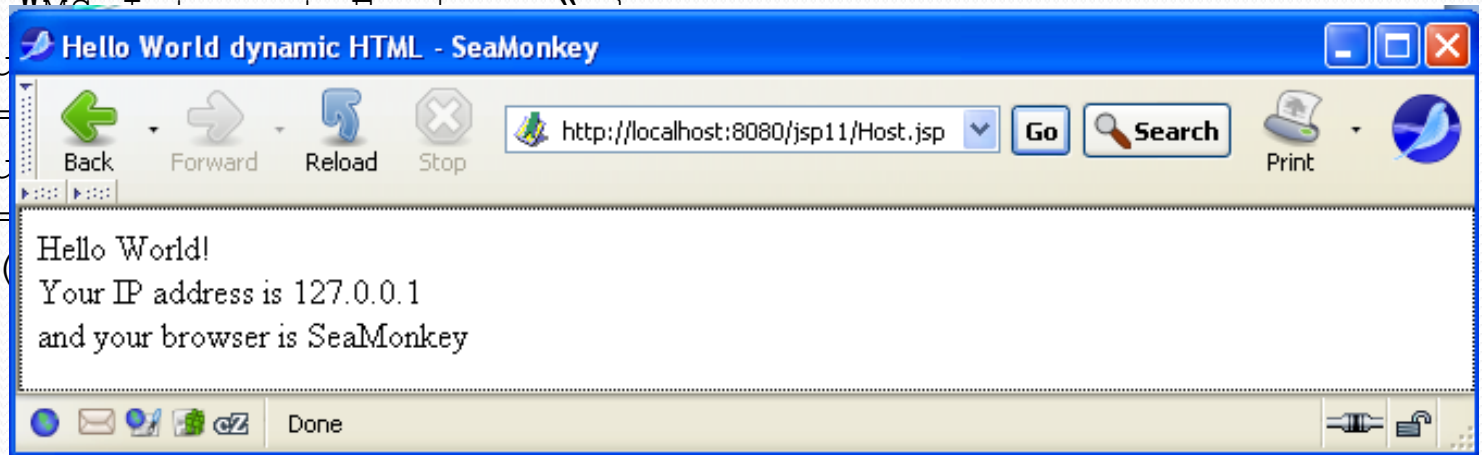 Hello World dynamic HTML - SeaMonkey
http://localhost:8080/jsp11/Host.jsp Go Search
Back Forward Reload Stop Print
Hello World!
Your IP address is 127.0.0.1
and your browser is SeaMonkey
cZ Done